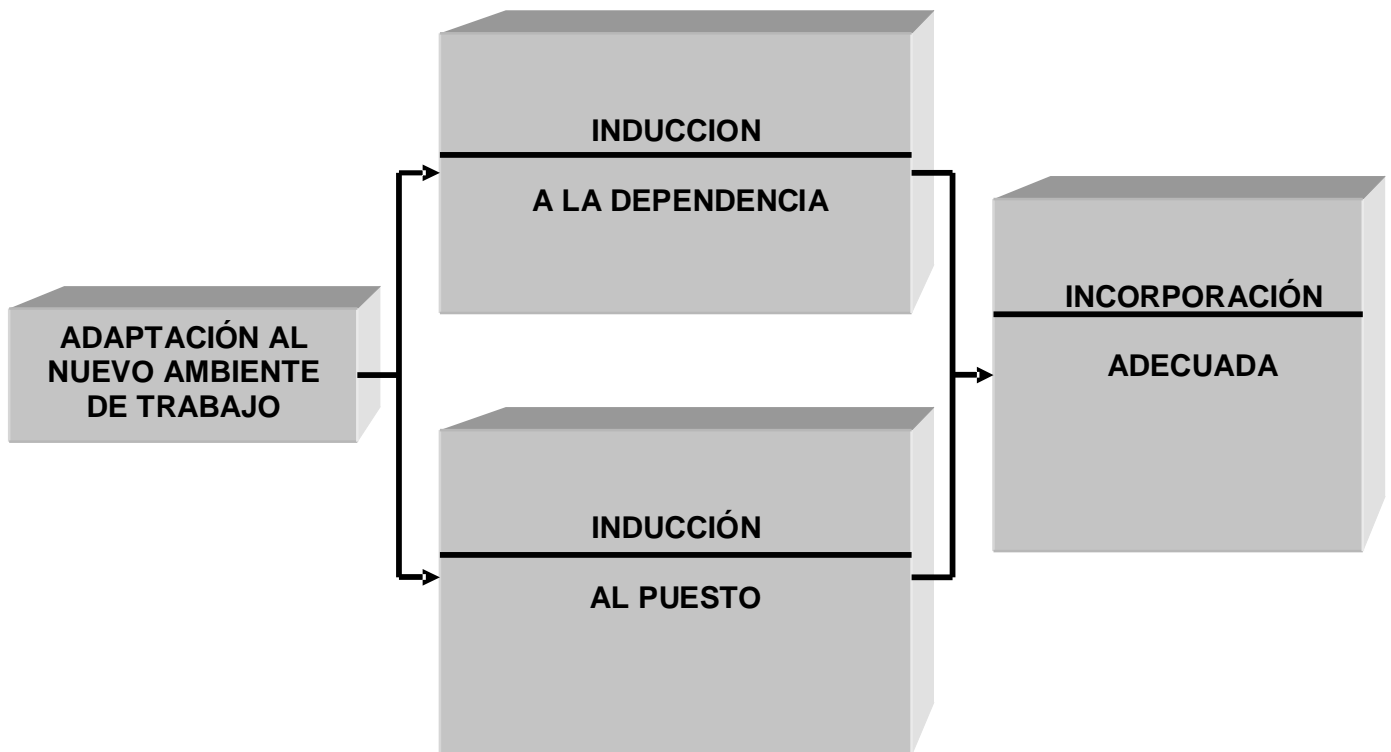 ADAPTACIÓN AL
NUEVO AMBIENTE
DE TRABAJO
INDUCCION
A LA DEPENDENCIA
INDUCCIÓN
AL PUESTO
INCORPORACIÓN
ADECUADA